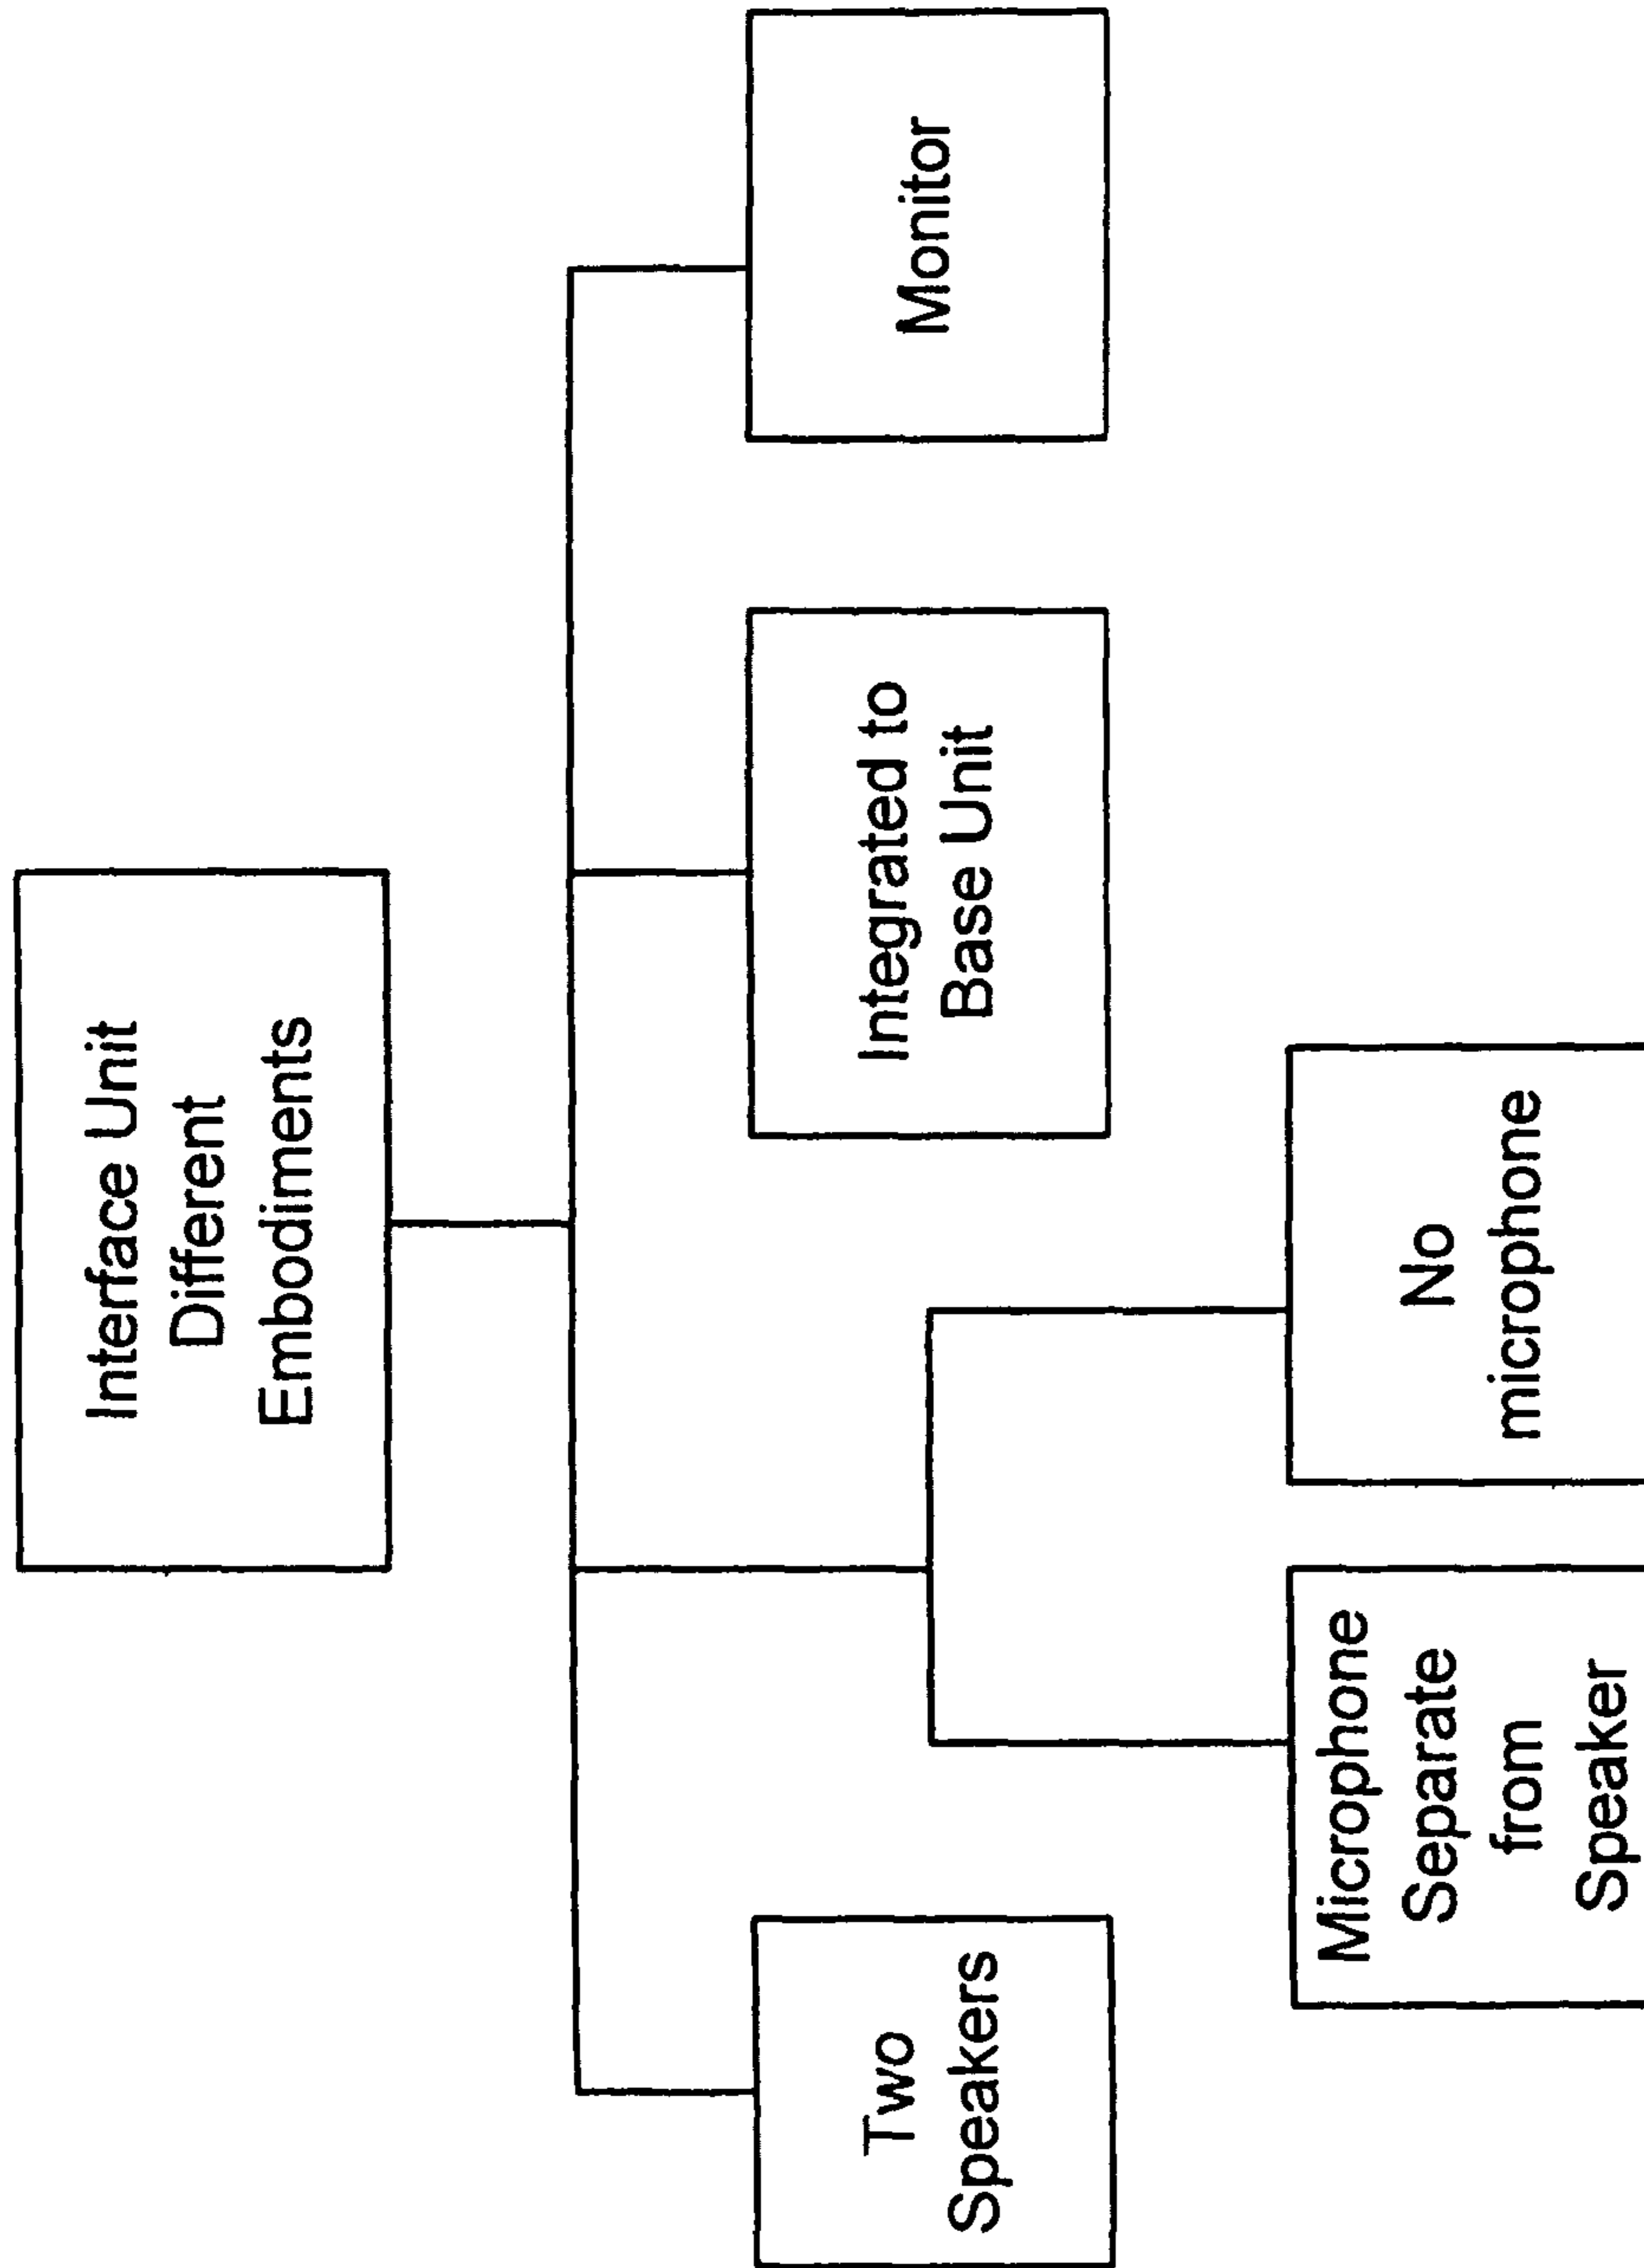 Interface Unit
Different
Embodiments
Two
Speakers
Integrated to
Base Unit
Monitor
Microphone
Separate
from
Speaker
No
microphone